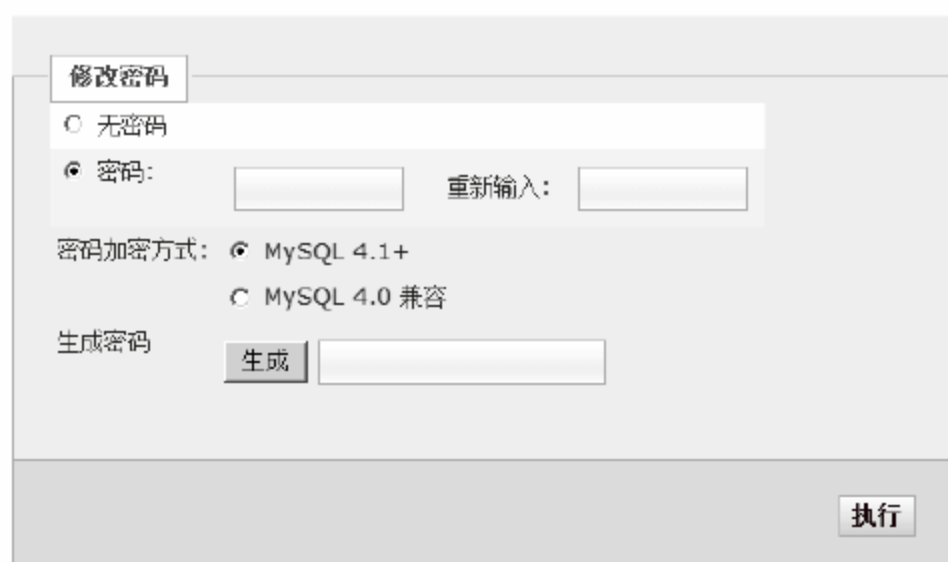 修改密码
无密码
密码: 重新输入:
密码加密方式: MySQL 4.1+
MySQL 4.0 兼容
生成密码 生成
执行